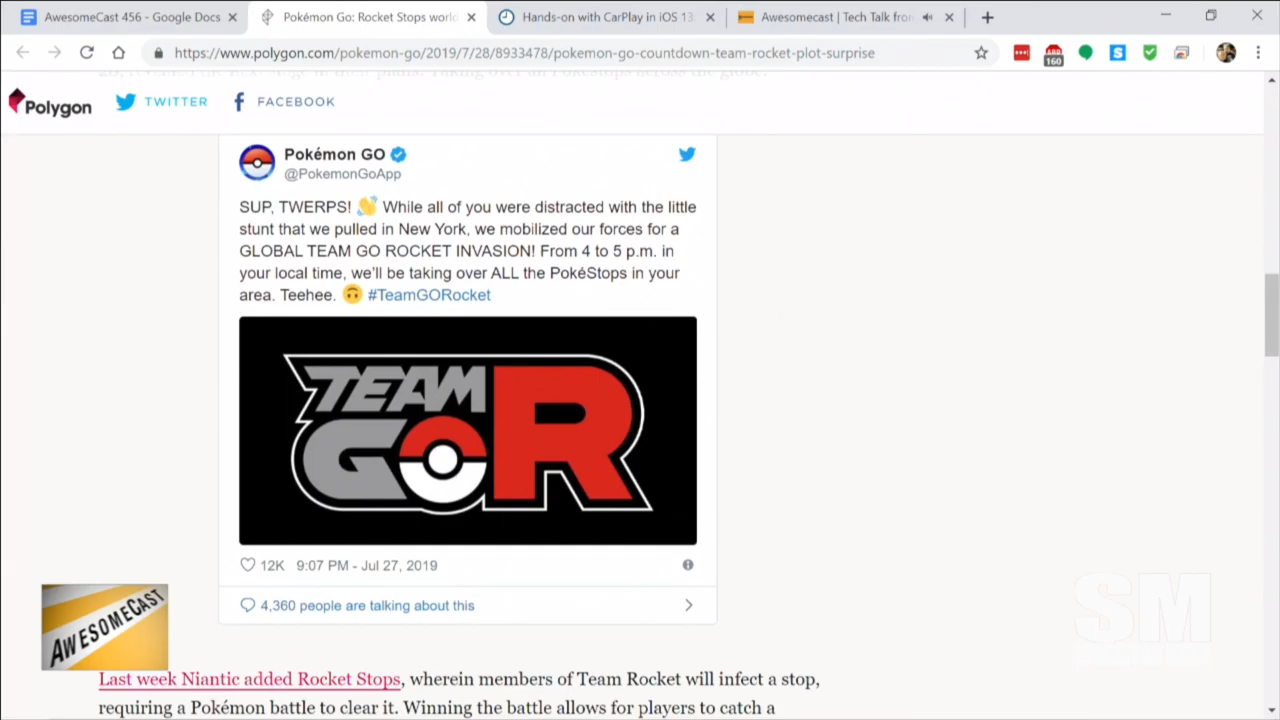 AwesomeCast 456 - Google Docs
Pokémon Go: Rocket Stops world
Hands-on with CarPlay in iOS 13
Awesomecast | Tech Talk from
https://www.polygon.com/pokemon-go/2019/7/28/8933478/pokemon-go-countdown-team-rocket-plot-surprise
160
S
Polygon
TWITTER
FACEBOOK
Pokémon GO
@PokemonGoApp
SUP, TWERPS! 👋 While all of you were distracted with the little
stunt that we pulled in New York, we mobilized our forces for a
GLOBAL TEAM GO ROCKET INVASION! From 4 to 5 p.m. in
your local time, we'll be taking over ALL the PokéStops in your
area. Teehee. 🙃 #TeamGORocket
TEAM
GO R
12K 9:07 PM - Jul 27, 2019
4,360 people are talking about this
AWESOMECAST
SM
Last week Niantic added Rocket Stops, wherein members of Team Rocket will infect a stop,
requiring a Pokémon battle to clear it. Winning the battle allows for players to catch a